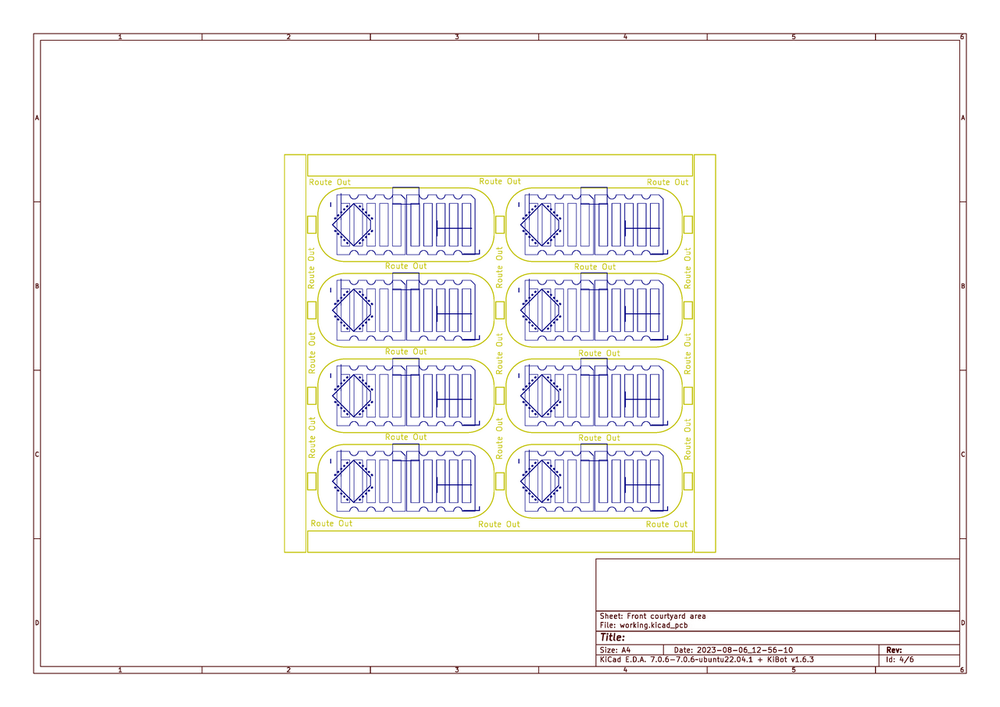 1 2 3 4 5 6
A A
Route Out Route Out Route Out
Route Out Route Out Route Out
B B
Route Out Route Out
Route Out Route Out Route Out
Route Out Route Out
Route Out Route Out Route Out
C C
Route Out Route Out
Route Out Route Out Route Out
Sheet: Front courtyard area
File: working.kicad_pcb
D D
Title:
Size: A4 Date: 2023-08-06_12-56-10 Rev:
KiCad E.D.A. 7.0.6-7.0.6~ubuntu22.04.1 + KiBot v1.6.3 Id: 4/6
1 2 3 4 5 6